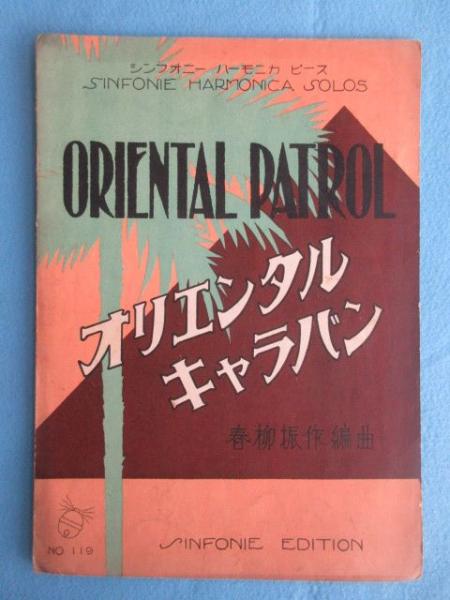 シンフオニー ハーモニカ ピース
SINFONIE HARMONICA SOLOS
ORIENTAL PATROL
オリエンタル
キャラバン
春柳振作編曲
NO 119
SINFONIE EDITION